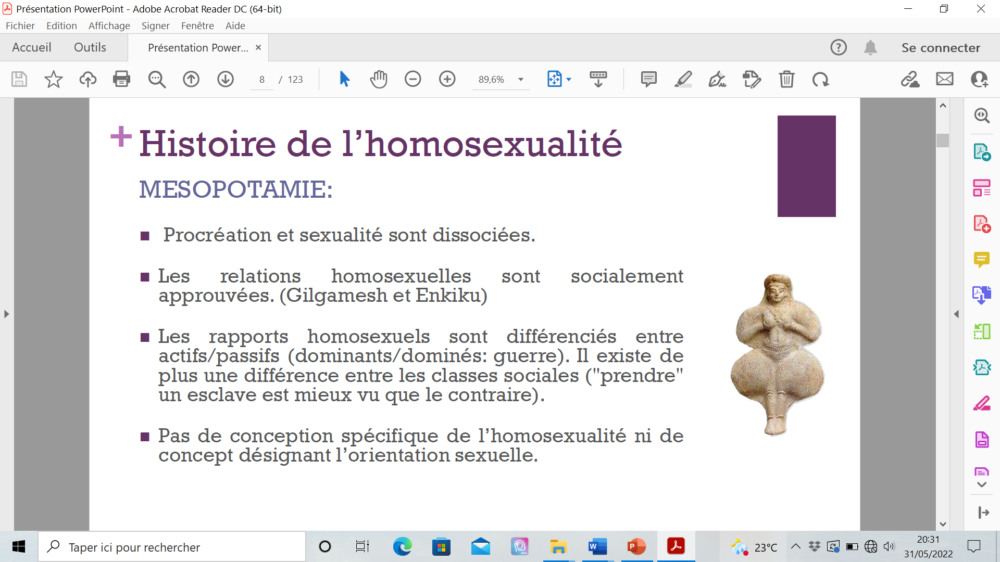 Présentation PowerPoint - Adobe Acrobat Reader DC (64-bit)
Fichier Edition Affichage Signer Fenêtre Aide
Accueil Outils Présentation Power... × Se connecter
8 / 123 89,6%
+ Histoire de l’homosexualité
MESOPOTAMIE:
■ Procréation et sexualité sont dissociées.
■ Les relations homosexuelles sont socialement
approuvées. (Gilgamesh et Enkiku)
■ Les rapports homosexuels sont différenciés entre
actifs/passifs (dominants/dominés: guerre). Il existe de
plus une différence entre les classes sociales ("prendre"
un esclave est mieux vu que le contraire).
■ Pas de conception spécifique de l’homosexualité ni de
concept désignant l’orientation sexuelle.
Taper ici pour rechercher
23°C
20:31
31/05/2022